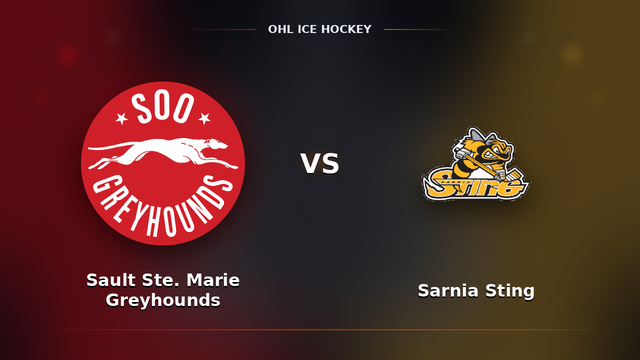 OHL ICE HOCKEY
SOO
GREYHOUNDS
VS
STING
Sault Ste. Marie
Greyhounds
Sarnia Sting